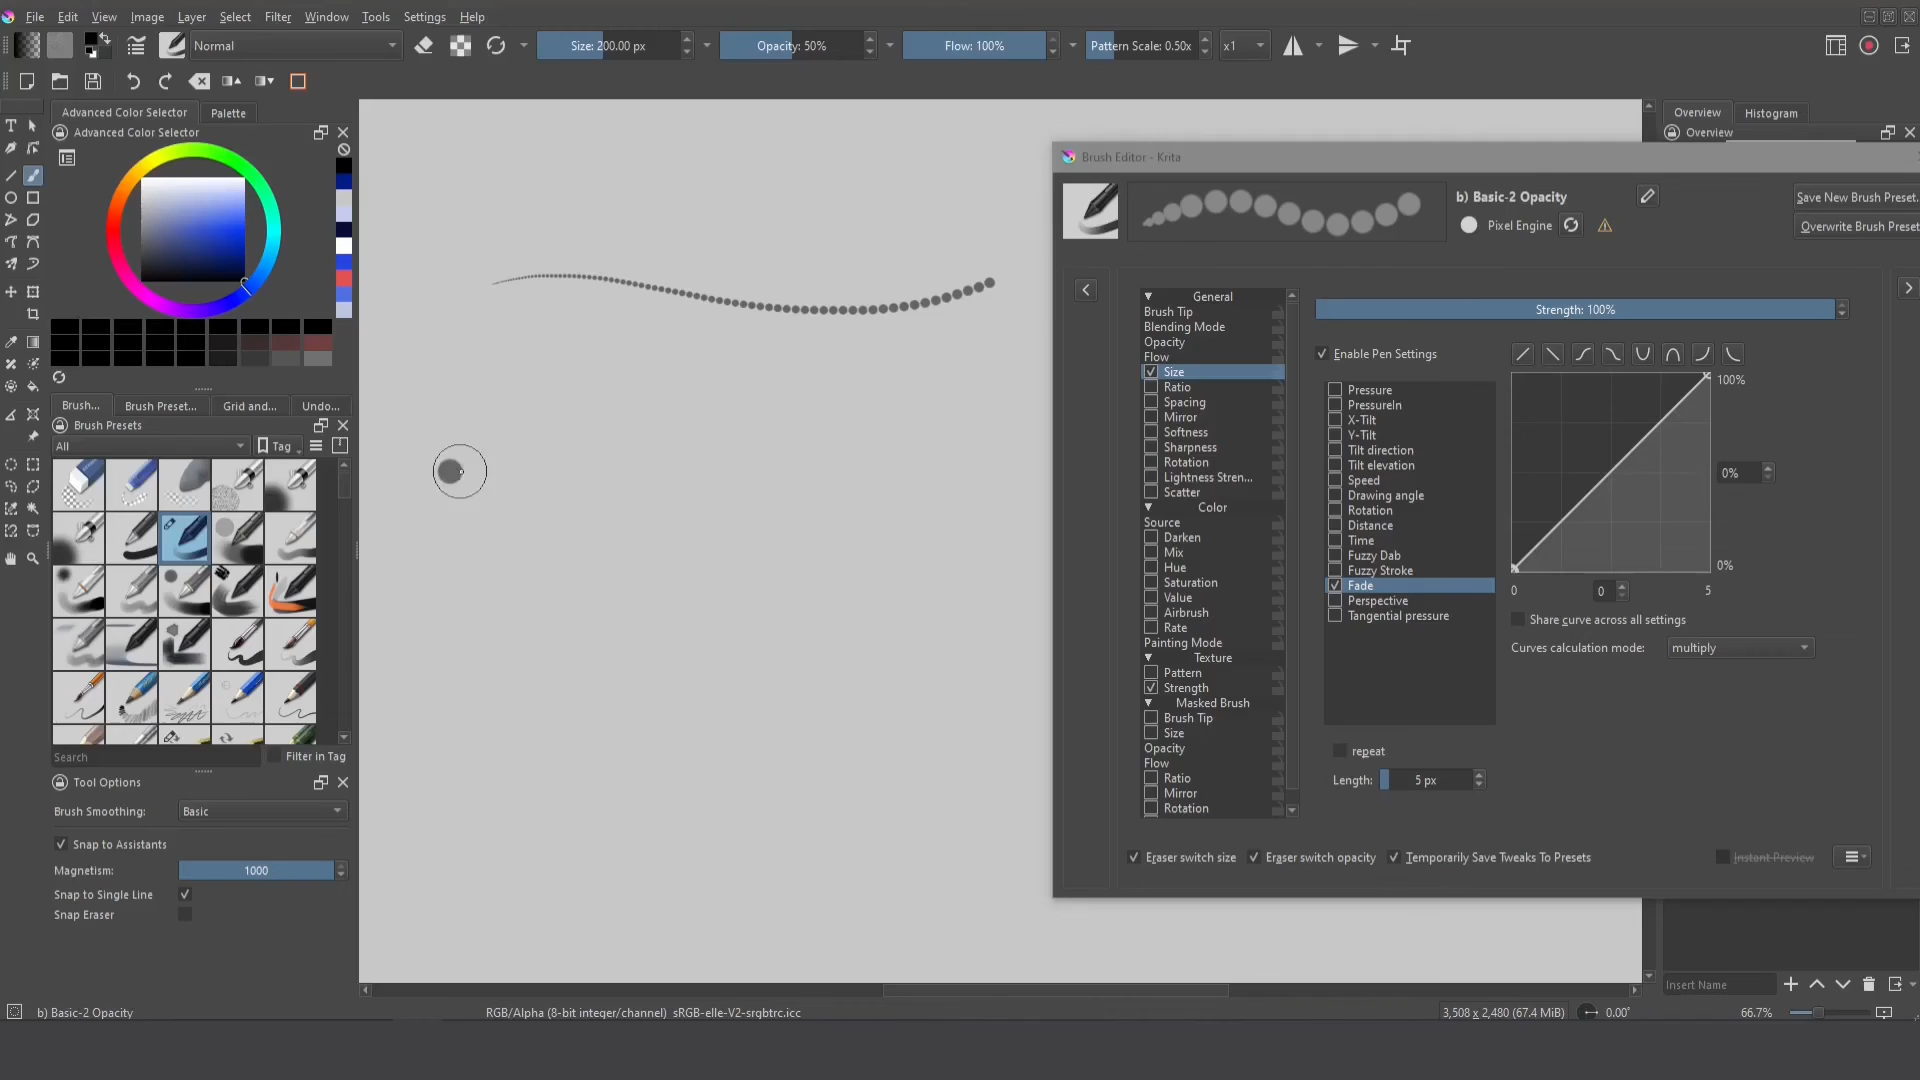 File Edit View Image Layer Select Filter Window Tools Settings Help
Normal Size: 200.00 px Opacity: 50% Flow: 100% Pattern Scale: 0.50x x1
Advanced Color Selector Palette
Advanced Color Selector
Overview Histogram
Overview
Brush Editor - Krita
b) Basic-2 Opacity
Pixel Engine
Save New Brush Preset.
Overwrite Brush Preset
General
Brush Tip
Blending Mode
Opacity
Flow
Size
Ratio
Spacing
Mirror
Softness
Sharpness
Rotation
Lightness Stren...
Scatter
Color
Source
Darken
Mix
Hue
Saturation
Value
Airbrush
Rate
Painting Mode
Texture
Pattern
Strength
Masked Brush
Brush Tip
Size
Opacity
Flow
Ratio
Mirror
Rotation
Strength: 100%
Enable Pen Settings
Pressure
PressureIn
X-Tilt
Y-Tilt
Tilt direction
Tilt elevation
Speed
Drawing angle
Rotation
Distance
Time
Fuzzy Dab
Fuzzy Stroke
Fade
Perspective
Tangential pressure
100%
0%
0%
0 0 5
Share curve across all settings
Curves calculation mode: multiply
repeat
Length: 5 px
Eraser switch size Eraser switch opacity Temporarily Save Tweaks To Presets Instant Preview
Brush... Brush Preset... Grid and... Undo...
Brush Presets
All Tag
Search Filter in Tag
Tool Options
Brush Smoothing: Basic
Snap to Assistants
Magnetism: 1000
Snap to Single Line
Snap Eraser
Insert Name
b) Basic-2 Opacity RGB/Alpha (8-bit integer/channel) sRGB-elle-V2-srgbtrc.icc 3,508 x 2,480 (67.4 MiB) 0.00° 66.7%